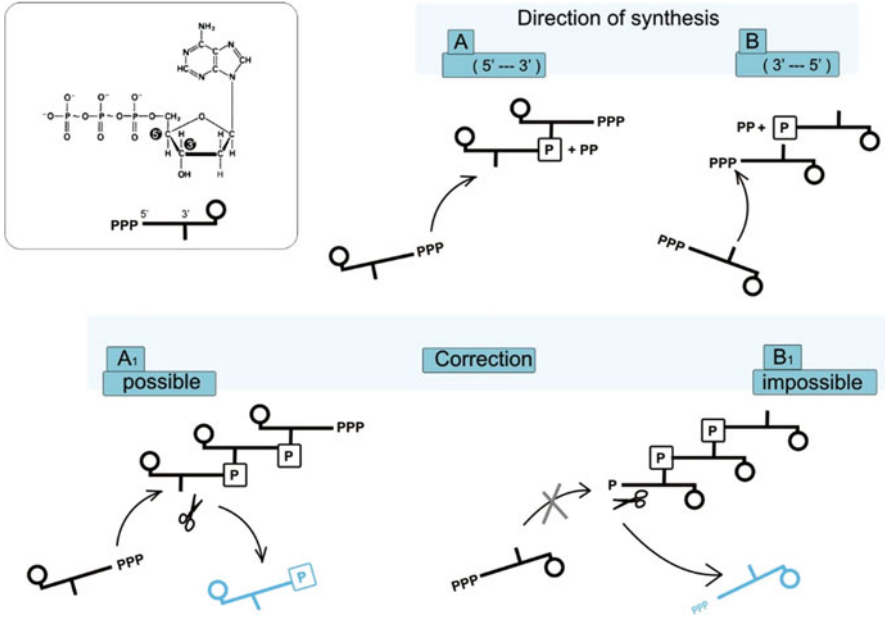 Direction of synthesis
A
( 5' --- 3' )
B
( 3' --- 5' )
NH₂
N
N
HC
CH
N
N
O⁻ O⁻ O⁻
⁻O-P~O-P~O-P-O-CH₂
O O O
5'
O
C
C
H
H
3'
H
H
C
C
OH
H
PPP
5'
3'
PPP
P
+ PP
PPP
PP +
P
PPP
PPP
A₁
possible
Correction
B₁
impossible
PPP
P
P
PPP
P
P
P
P
PPP
PPP